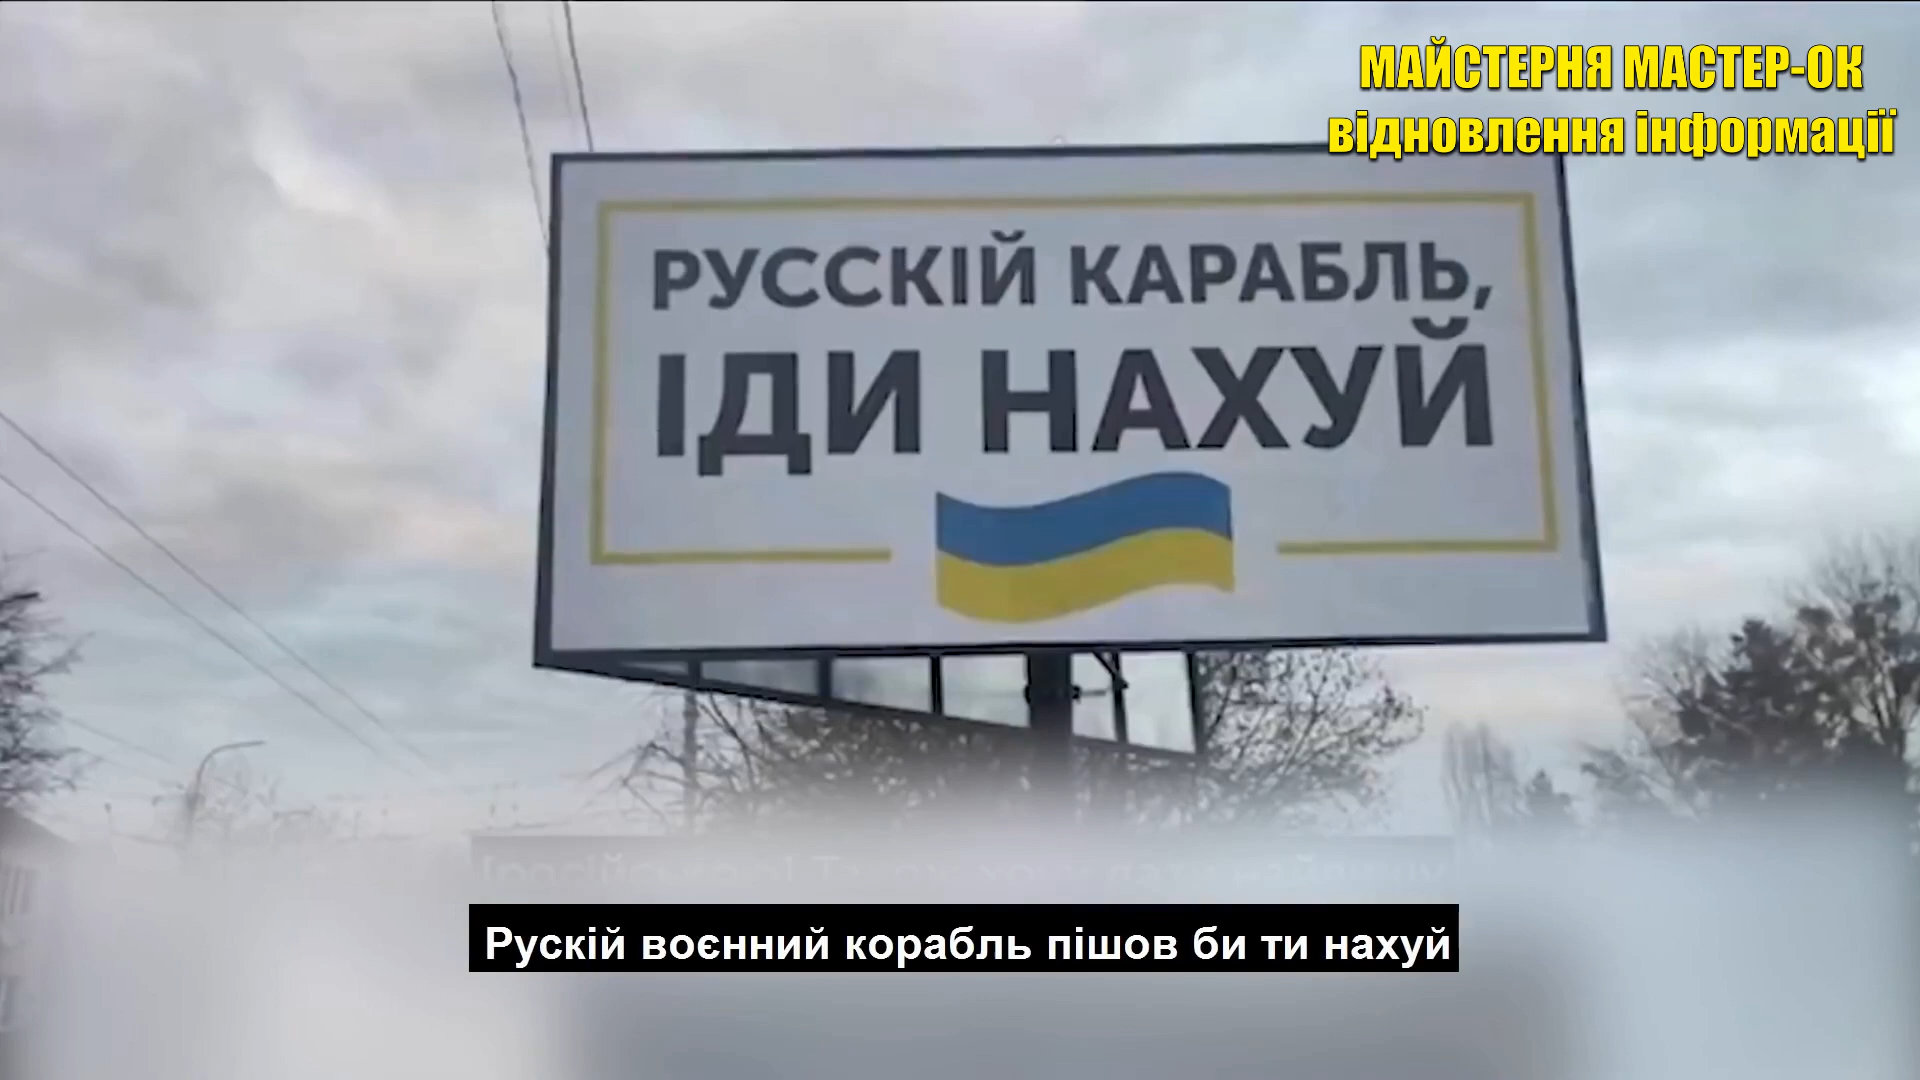 МАЙСТЕРНЯ МАСТЕР-ОК
відновлення інформації
РУССКІЙ КАРАБЛЬ,
ІДИ НАХУЙ
Рускій воєнний корабль пішов би ти нахуй